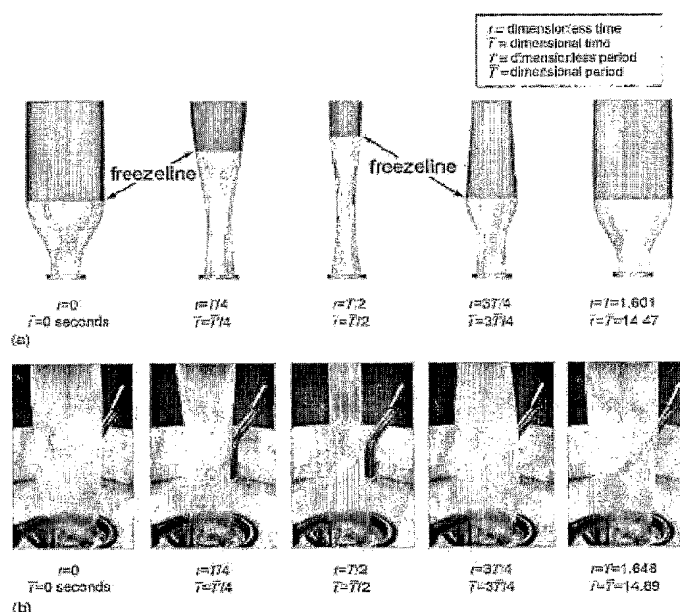 t = dimensionless time
t̄ = dimensional time
T = dimensionless period
T̄ = dimensional period
freezeline
freezeline
t=0
t=T/4
t=T/2
t=3T/4
t=T=1.601
t̄=0 seconds
t̄=T̄/4
t̄=T̄/2
t̄=3T̄/4
t̄=T̄=14.47
(a)
t=0
t=T/4
t=T/2
t=3T/4
t=T=1.648
t̄=0 seconds
t̄=T̄/4
t̄=T̄/2
t̄=3T̄/4
t̄=T̄=14.89
(b)